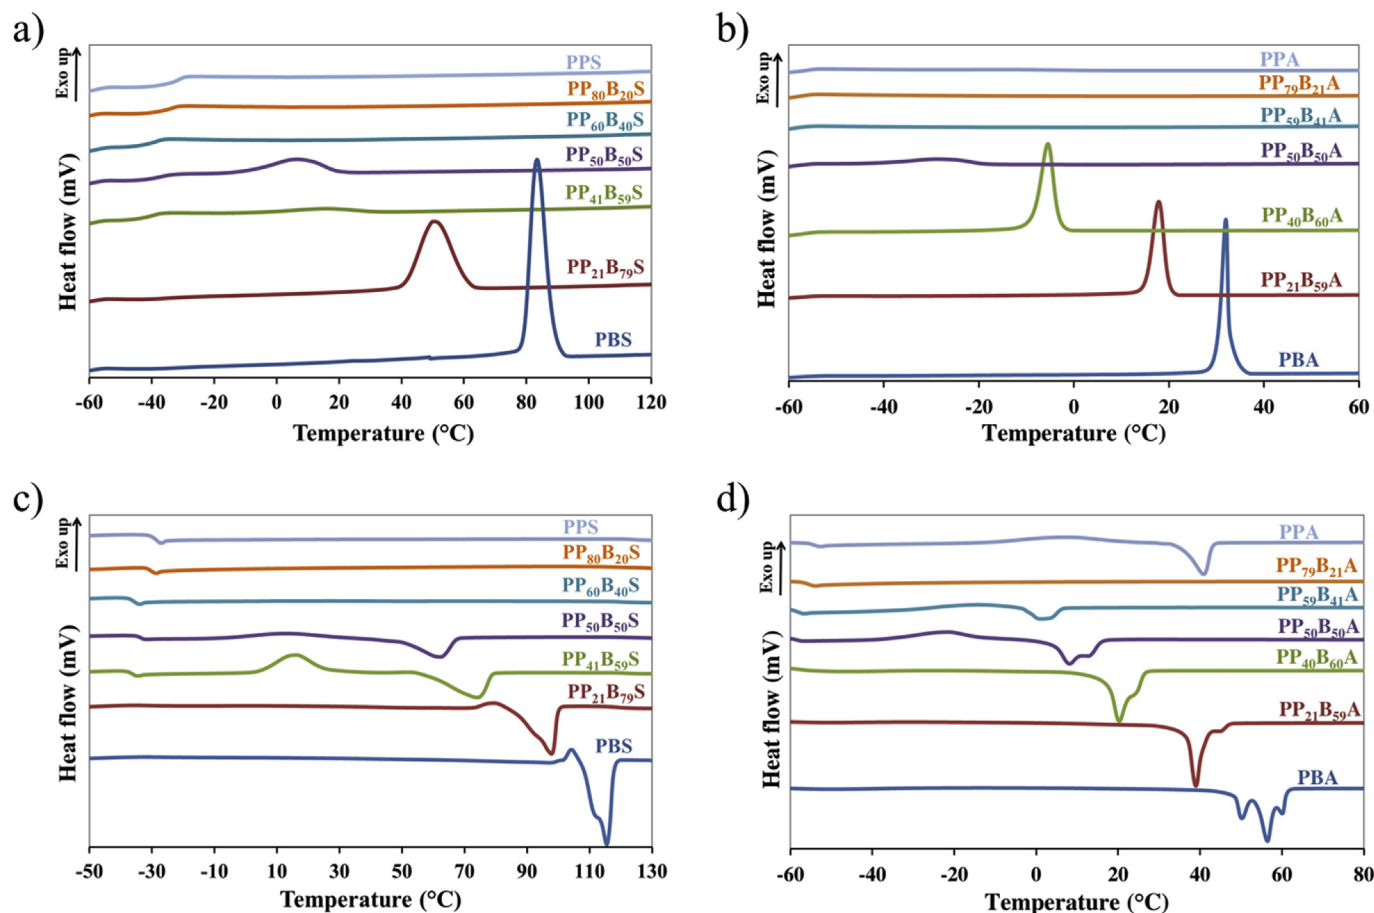 a)
Exo up
Heat flow (mV)
PPS
PP80B20S
PP60B40S
PP50B50S
PP41B59S
PP21B79S
PBS
-60 -40 -20 0 20 40 60 80 100 120
Temperature (°C)
b)
Exo up
Heat flow (mV)
PPA
PP79B21A
PP59B41A
PP50B50A
PP40B60A
PP21B59A
PBA
-60 -40 -20 0 20 40 60
Temperature (°C)
c)
Exo up
Heat flow (mV)
PPS
PP80B20S
PP60B40S
PP50B50S
PP41B59S
PP21B79S
PBS
-50 -30 -10 10 30 50 70 90 110 130
Temperature (°C)
d)
Exo up
Heat flow (mV)
PPA
PP79B21A
PP59B41A
PP50B50A
PP40B60A
PP21B59A
PBA
-60 -40 -20 0 20 40 60 80
Temperature (°C)